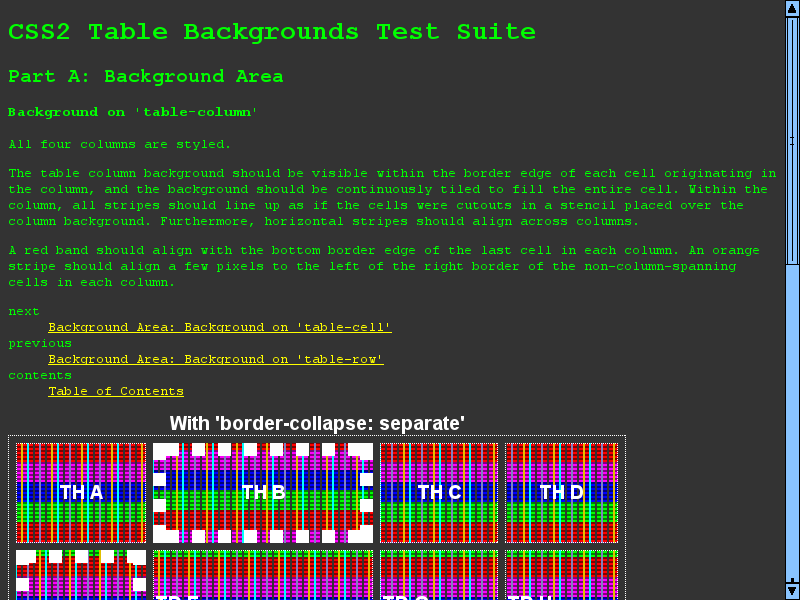 CSS2 Table Backgrounds Test Suite
Part A: Background Area
Background on 'table-column'
All four columns are styled.
The table column background should be visible within the border edge of each cell originating in
the column, and the background should be continuously tiled to fill the entire cell. Within the
column, all stripes should line up as if the cells were cutouts in a stencil placed over the
column background. Furthermore, horizontal stripes should align across columns.
A red band should align with the bottom border edge of the last cell in each column. An orange
stripe should align a few pixels to the left of the right border of the non-column-spanning
cells in each column.
next
Background Area: Background on 'table-cell'
previous
Background Area: Background on 'table-row'
contents
Table of Contents
With 'border-collapse: separate'
TH A TH B TH C TH D